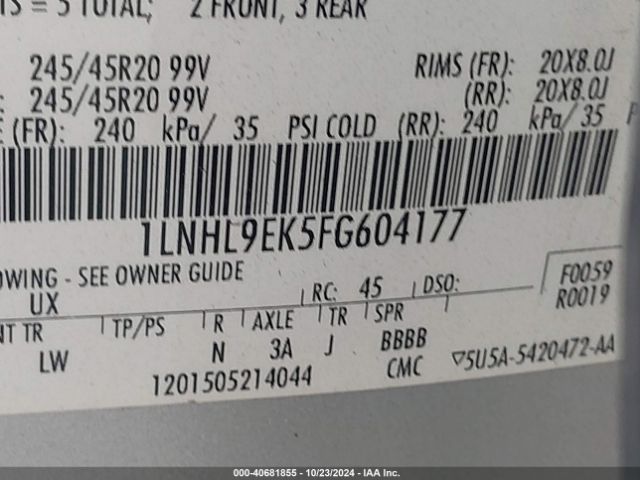 = 5 TOTAL; 2 FRONT, 3 REAR
245/45R20 99V RIMS (FR): 20X8.0J
: 245/45R20 99V (RR): 20X8.0J
(FR): 240 kPa/ 35 PSI COLD (RR): 240 kPa/ 35
1LNHL9EK5FG604177
- SEE OWNER GUIDE F0059
UX RC: 45 DSO: R0019
TR TP/PS R AXLE TR SPR
LW N 3A J BBBB
1201505214044 CMC ▽5U5A-5420472-AA
000-40681855 - 10/23/2024 - IAA Inc.